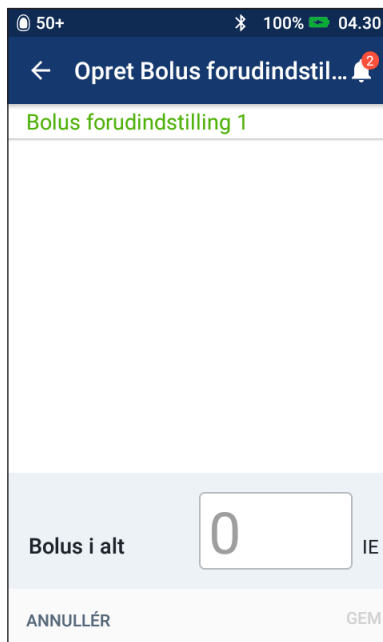 50+ 100% 04.30
Opret Bolus forudindstil... 2
Bolus forudindstilling 1
Bolus i alt 0 IE
ANNULLÉR GEM